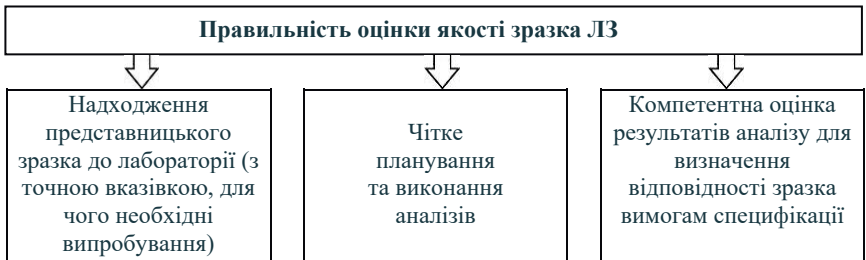 Правильність оцінки якості зразка ЛЗ
Надходження
представницького
зразка до лабораторії (з
точною вказівкою, для
чого необхідні
випробування)
Чітке
планування
та виконання
аналізів
Компетентна оцінка
результатів аналізу для
визначення
відповідності зразка
вимогам специфікації